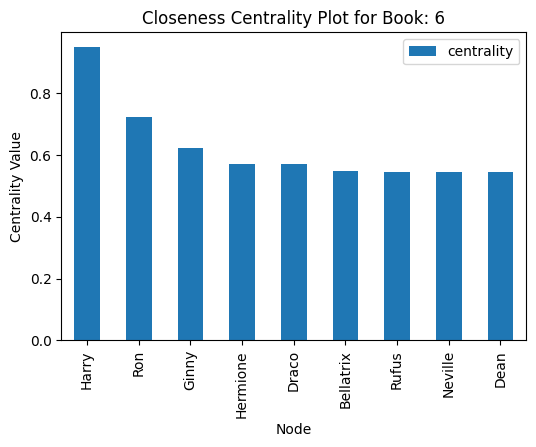 Closeness Centrality Plot for Book: 6
centrality
Centrality Value
0.8
0.6
0.4
0.2
0.0
Harry
Ron
Ginny
Hermione
Draco
Bellatrix
Rufus
Neville
Dean
Node